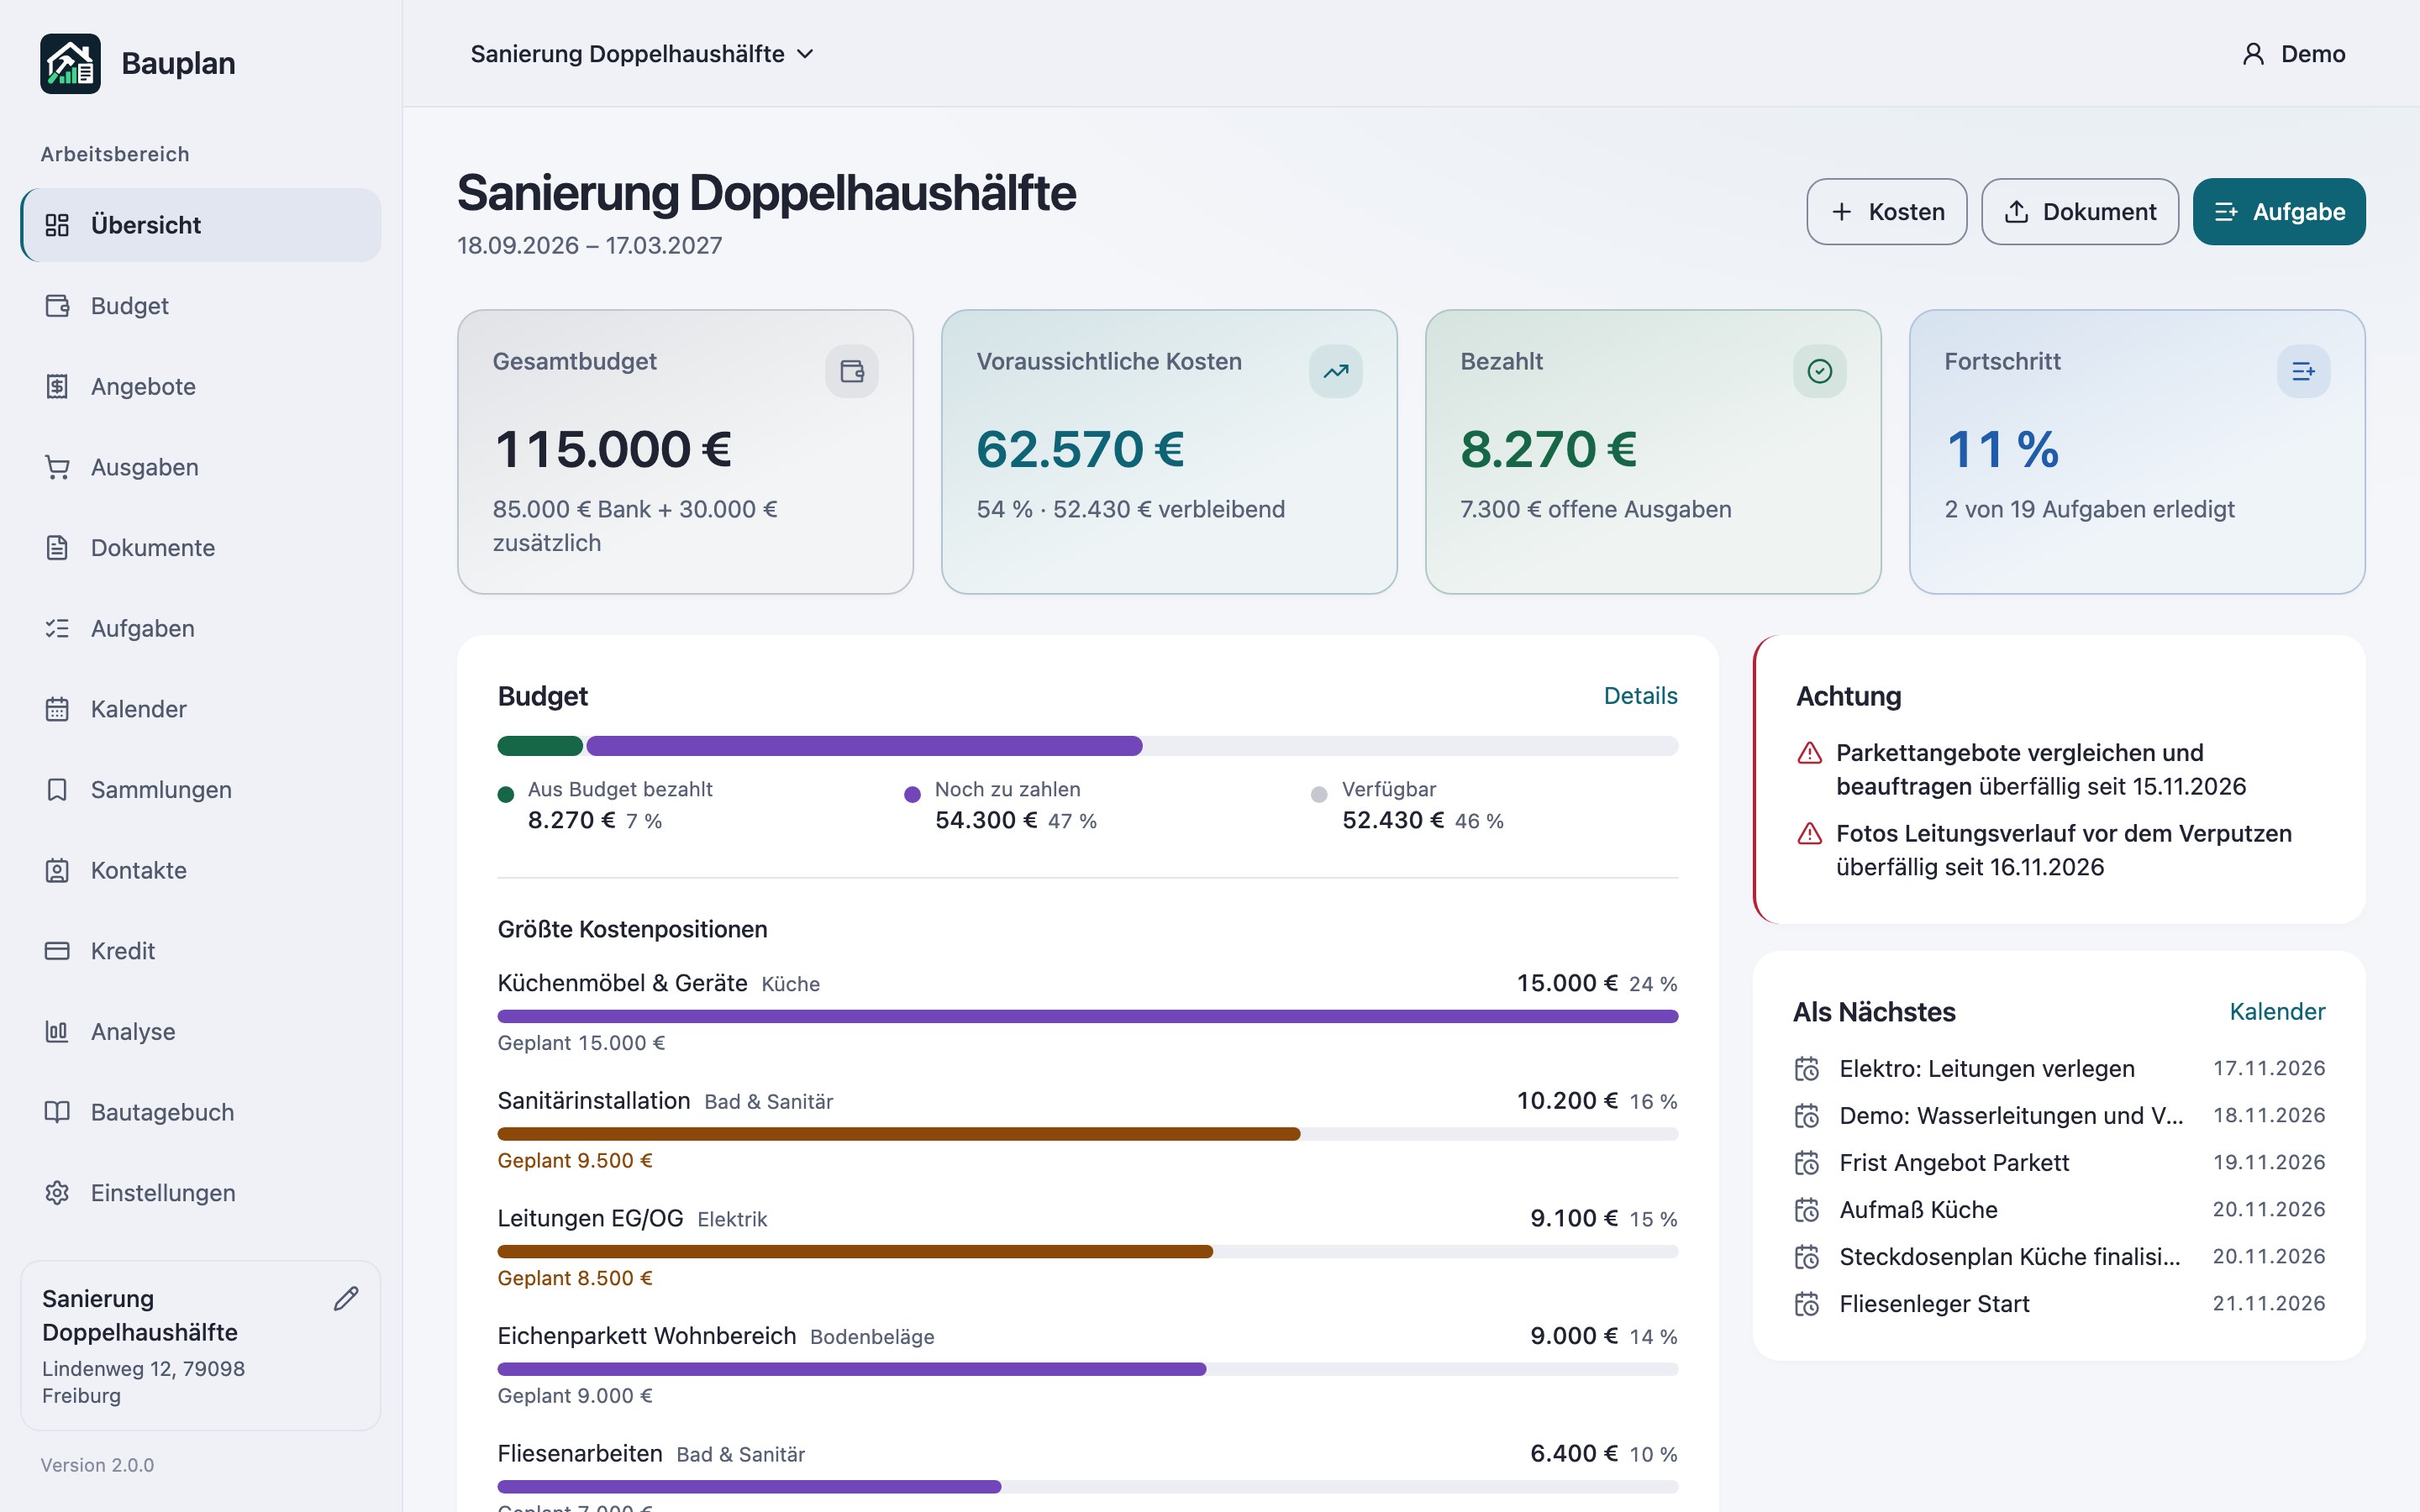 Bauplan
Arbeitsbereich
Übersicht
Budget
Angebote
Ausgaben
Dokumente
Aufgaben
Kalender
Sammlungen
Kontakte
Kredit
Analyse
Bautagebuch
Einstellungen
Sanierung
Doppelhaushälfte
Lindenweg 12, 79098
Freiburg
Version 2.0.0
Sanierung Doppelhaushälfte
Demo
Sanierung Doppelhaushälfte
18.09.2026 – 17.03.2027
Kosten
Dokument
Aufgabe
Gesamtbudget
115.000 €
85.000 € Bank + 30.000 €
zusätzlich
Voraussichtliche Kosten
62.570 €
54 % · 52.430 € verbleibend
Bezahlt
8.270 €
7.300 € offene Ausgaben
Fortschritt
11 %
2 von 19 Aufgaben erledigt
Budget
Details
Aus Budget bezahlt
8.270 € 7 %
Noch zu zahlen
54.300 € 47 %
Verfügbar
52.430 € 46 %
Größte Kostenpositionen
Küchenmöbel & Geräte Küche 15.000 € 24 %
Geplant 15.000 €
Sanitärinstallation Bad & Sanitär 10.200 € 16 %
Geplant 9.500 €
Leitungen EG/OG Elektrik 9.100 € 15 %
Geplant 8.500 €
Eichenparkett Wohnbereich Bodenbeläge 9.000 € 14 %
Geplant 9.000 €
Fliesenarbeiten Bad & Sanitär 6.400 € 10 %
Geplant 7.000 €
Achtung
Parkettangebote vergleichen und
beauftragen überfällig seit 15.11.2026
Fotos Leitungsverlauf vor dem Verputzen
überfällig seit 16.11.2026
Als Nächstes
Kalender
Elektro: Leitungen verlegen 17.11.2026
Demo: Wasserleitungen und V... 18.11.2026
Frist Angebot Parkett 19.11.2026
Aufmaß Küche 20.11.2026
Steckdosenplan Küche finalisi... 20.11.2026
Fliesenleger Start 21.11.2026